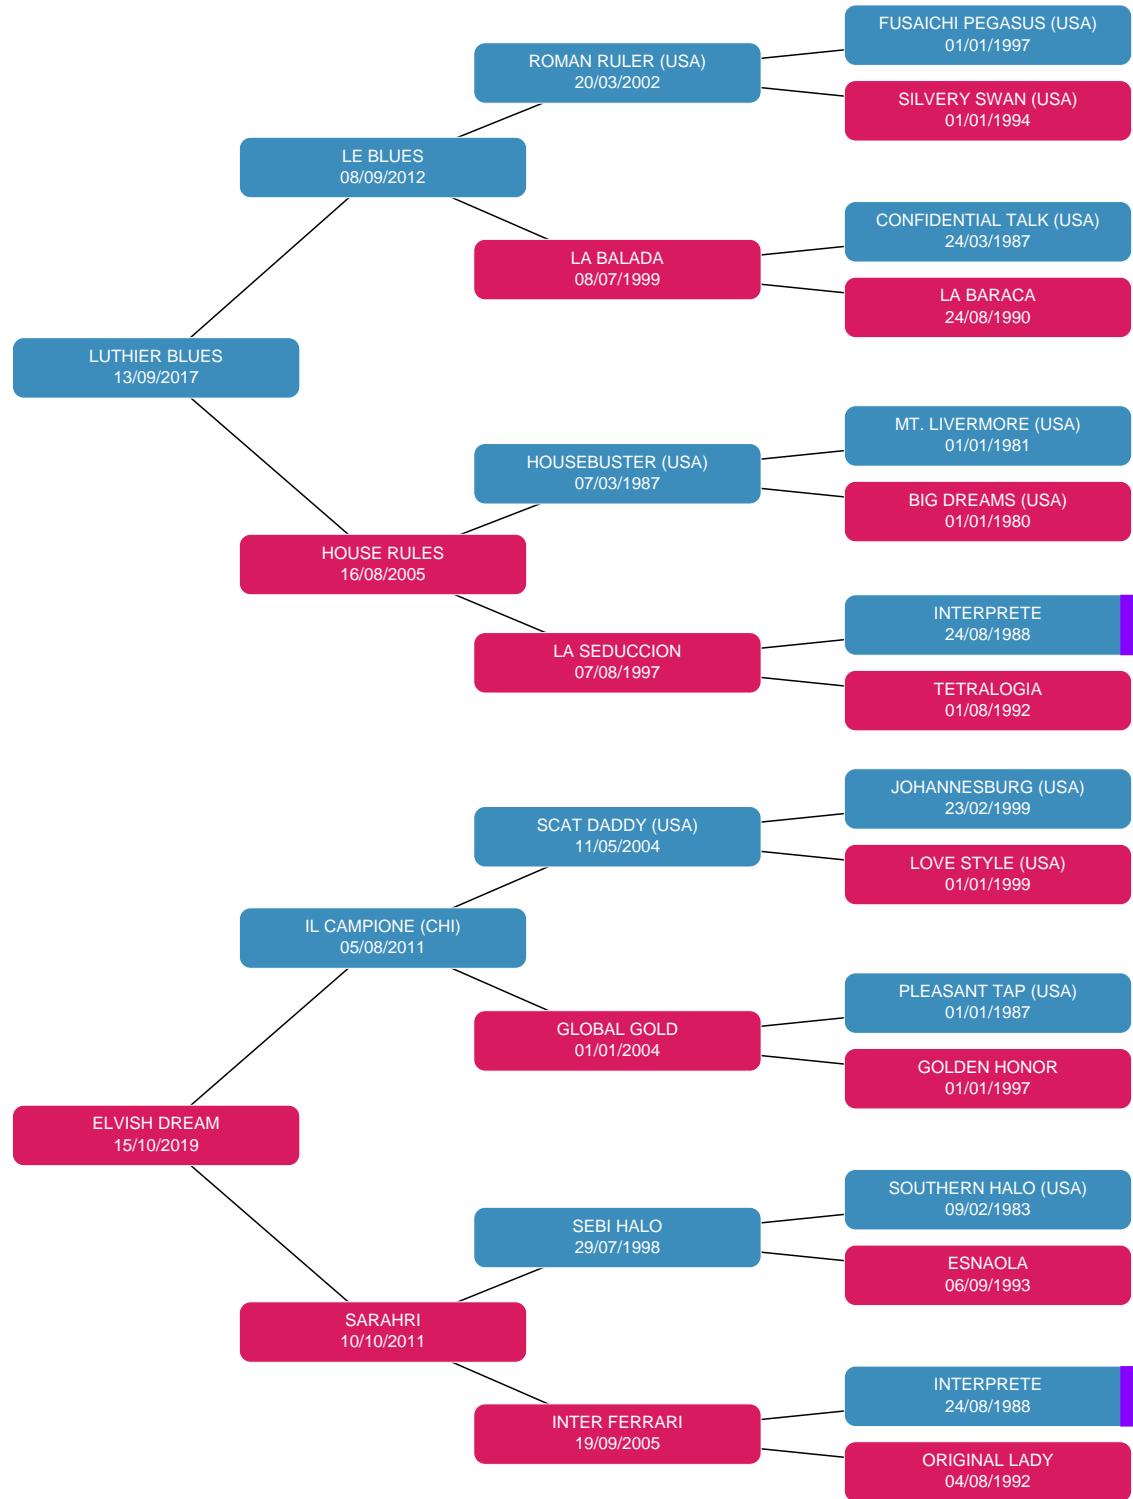 FUSAICHI PEGASUS (USA)
01/01/1997
ROMAN RULER (USA)
20/03/2002
SILVERY SWAN (USA)
01/01/1994
LE BLUES
08/09/2012
CONFIDENTIAL TALK (USA)
24/03/1987
LA BALADA
08/07/1999
LA BARACA
24/08/1990
LUTHIER BLUES
13/09/2017
MT. LIVERMORE (USA)
01/01/1981
HOUSEBUSTER (USA)
07/03/1987
BIG DREAMS (USA)
01/01/1980
HOUSE RULES
16/08/2005
INTERPRETE
24/08/1988
LA SEDUCCION
07/08/1997
TETRALOGIA
01/08/1992
JOHANNESBURG (USA)
23/02/1999
SCAT DADDY (USA)
11/05/2004
LOVE STYLE (USA)
01/01/1999
IL CAMPIONE (CHI)
05/08/2011
PLEASANT TAP (USA)
01/01/1987
GLOBAL GOLD
01/01/2004
GOLDEN HONOR
01/01/1997
ELVISH DREAM
15/10/2019
SOUTHERN HALO (USA)
09/02/1983
SEBI HALO
29/07/1998
ESNAOLA
06/09/1993
SARAHRI
10/10/2011
INTERPRETE
24/08/1988
INTER FERRARI
19/09/2005
ORIGINAL LADY
04/08/1992